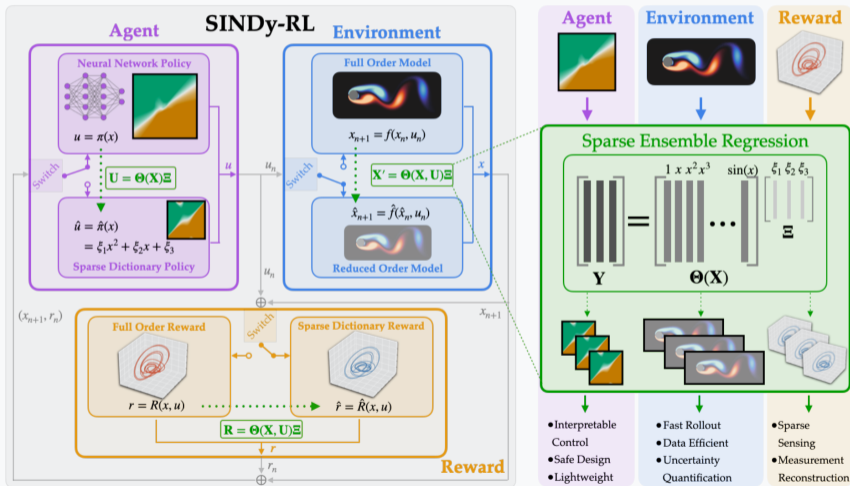 SINDy-RL
Agent
Neural Network Policy
u = π(x)
Switch
U = Θ(X)Ξ
u
û = π̂(x)
= ξ₁x² + ξ₂x + ξ₃
Sparse Dictionary Policy
uₙ
Environment
Full Order Model
xₙ₊₁ = f(xₙ, uₙ)
Switch
X′ = Θ(X, U)Ξ
x
x̂ₙ₊₁ = f̂(x̂ₙ, uₙ)
Reduced Order Model
uₙ
(xₙ₊₁, rₙ)
xₙ₊₁
Full Order Reward
r = R(x, u)
Switch
Sparse Dictionary Reward
r̂ = R̂(x, u)
R = Θ(X, U)Ξ
r
Reward
rₙ
Agent
Environment
Reward
Sparse Ensemble Regression
1 x x² x³ sin(x)
ξ₁ ξ₂ ξ₃
=
...
Y
Θ(X)
Ξ
●Interpretable
Control
●Safe Design
●Lightweight
●Fast Rollout
●Data Efficient
●Uncertainty
Quantification
●Sparse
Sensing
●Measurement
Reconstruction